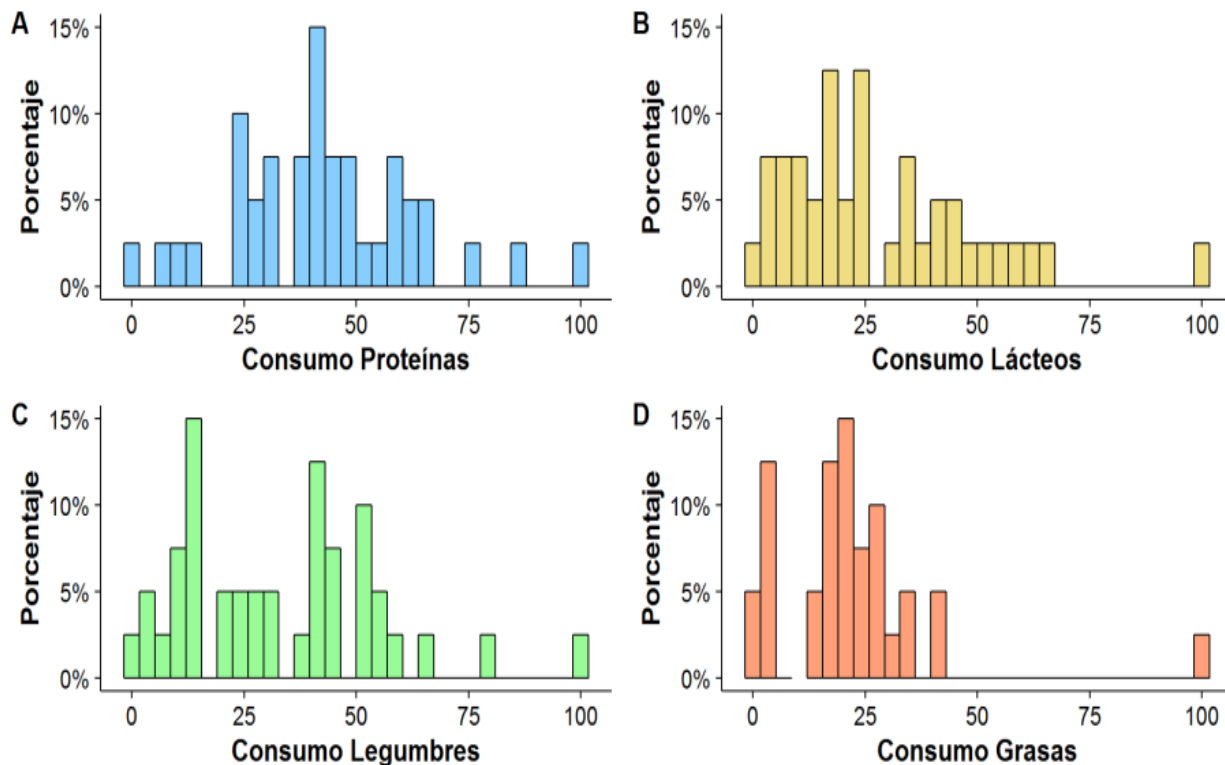 A
15%
10%
5%
0%
Porcentaje
0 25 50 75 100
Consumo Proteínas
B
15%
10%
5%
0%
Porcentaje
0 25 50 75 100
Consumo Lácteos
C
15%
10%
5%
0%
Porcentaje
0 25 50 75 100
Consumo Legumbres
D
15%
10%
5%
0%
Porcentaje
0 25 50 75 100
Consumo Grasas